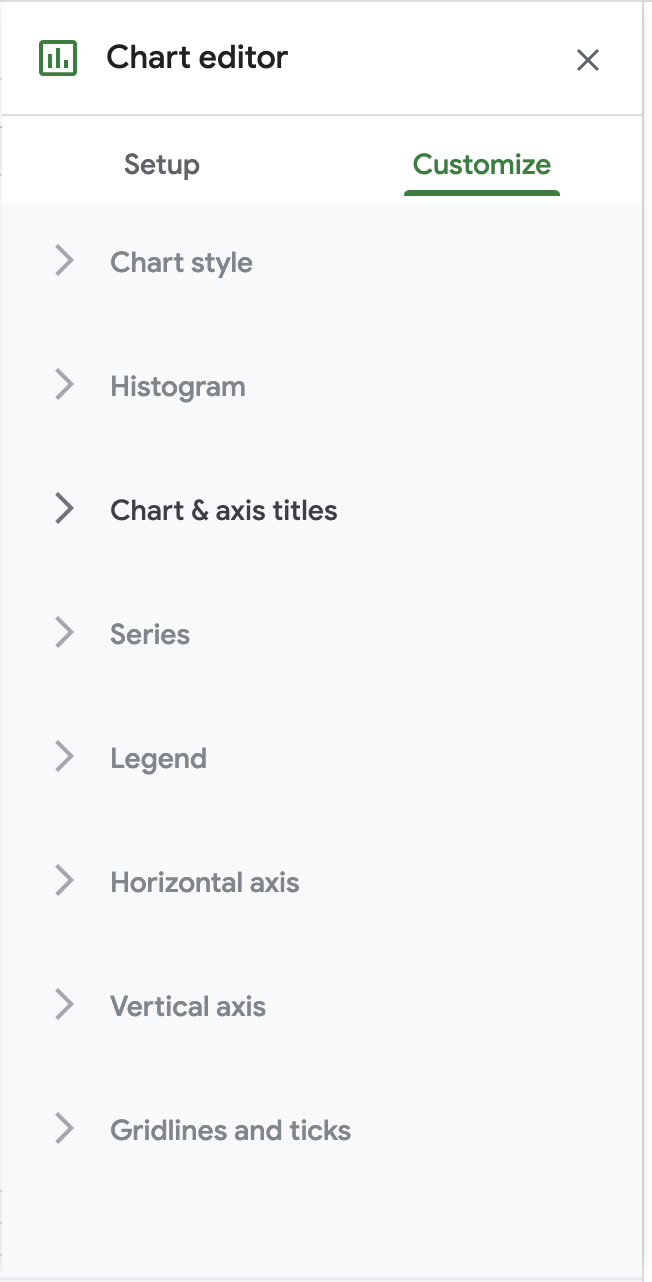 Chart editor
Setup Customize
Chart style
Histogram
Chart & axis titles
Series
Legend
Horizontal axis
Vertical axis
Gridlines and ticks